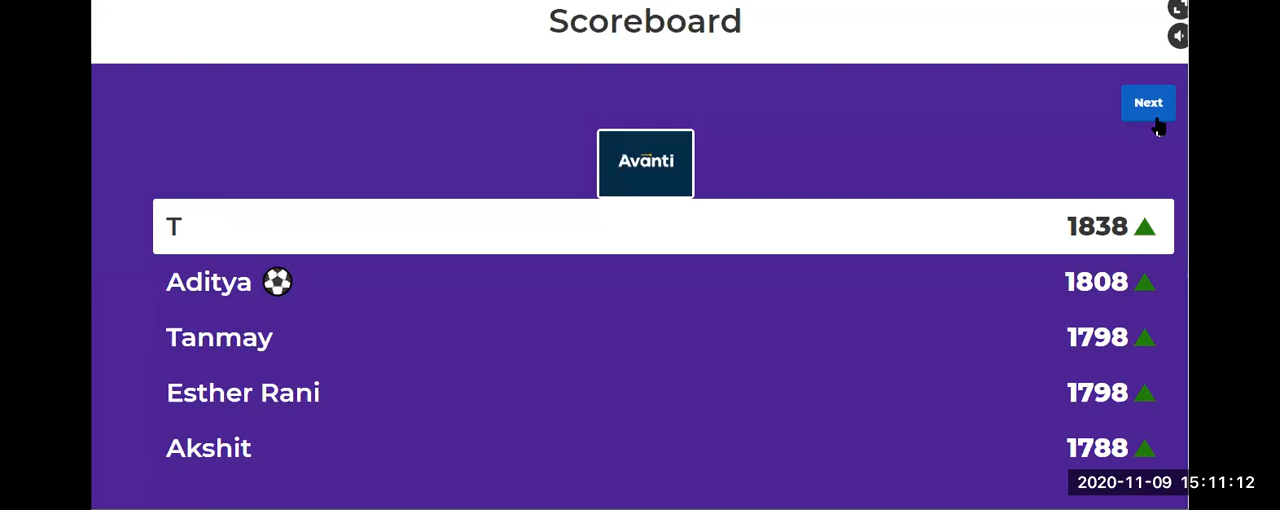 Scoreboard
Next
Avanti
T 1838
Aditya ⚽ 1808
Tanmay 1798
Esther Rani 1798
Akshit 1788
2020-11-09 15:11:12